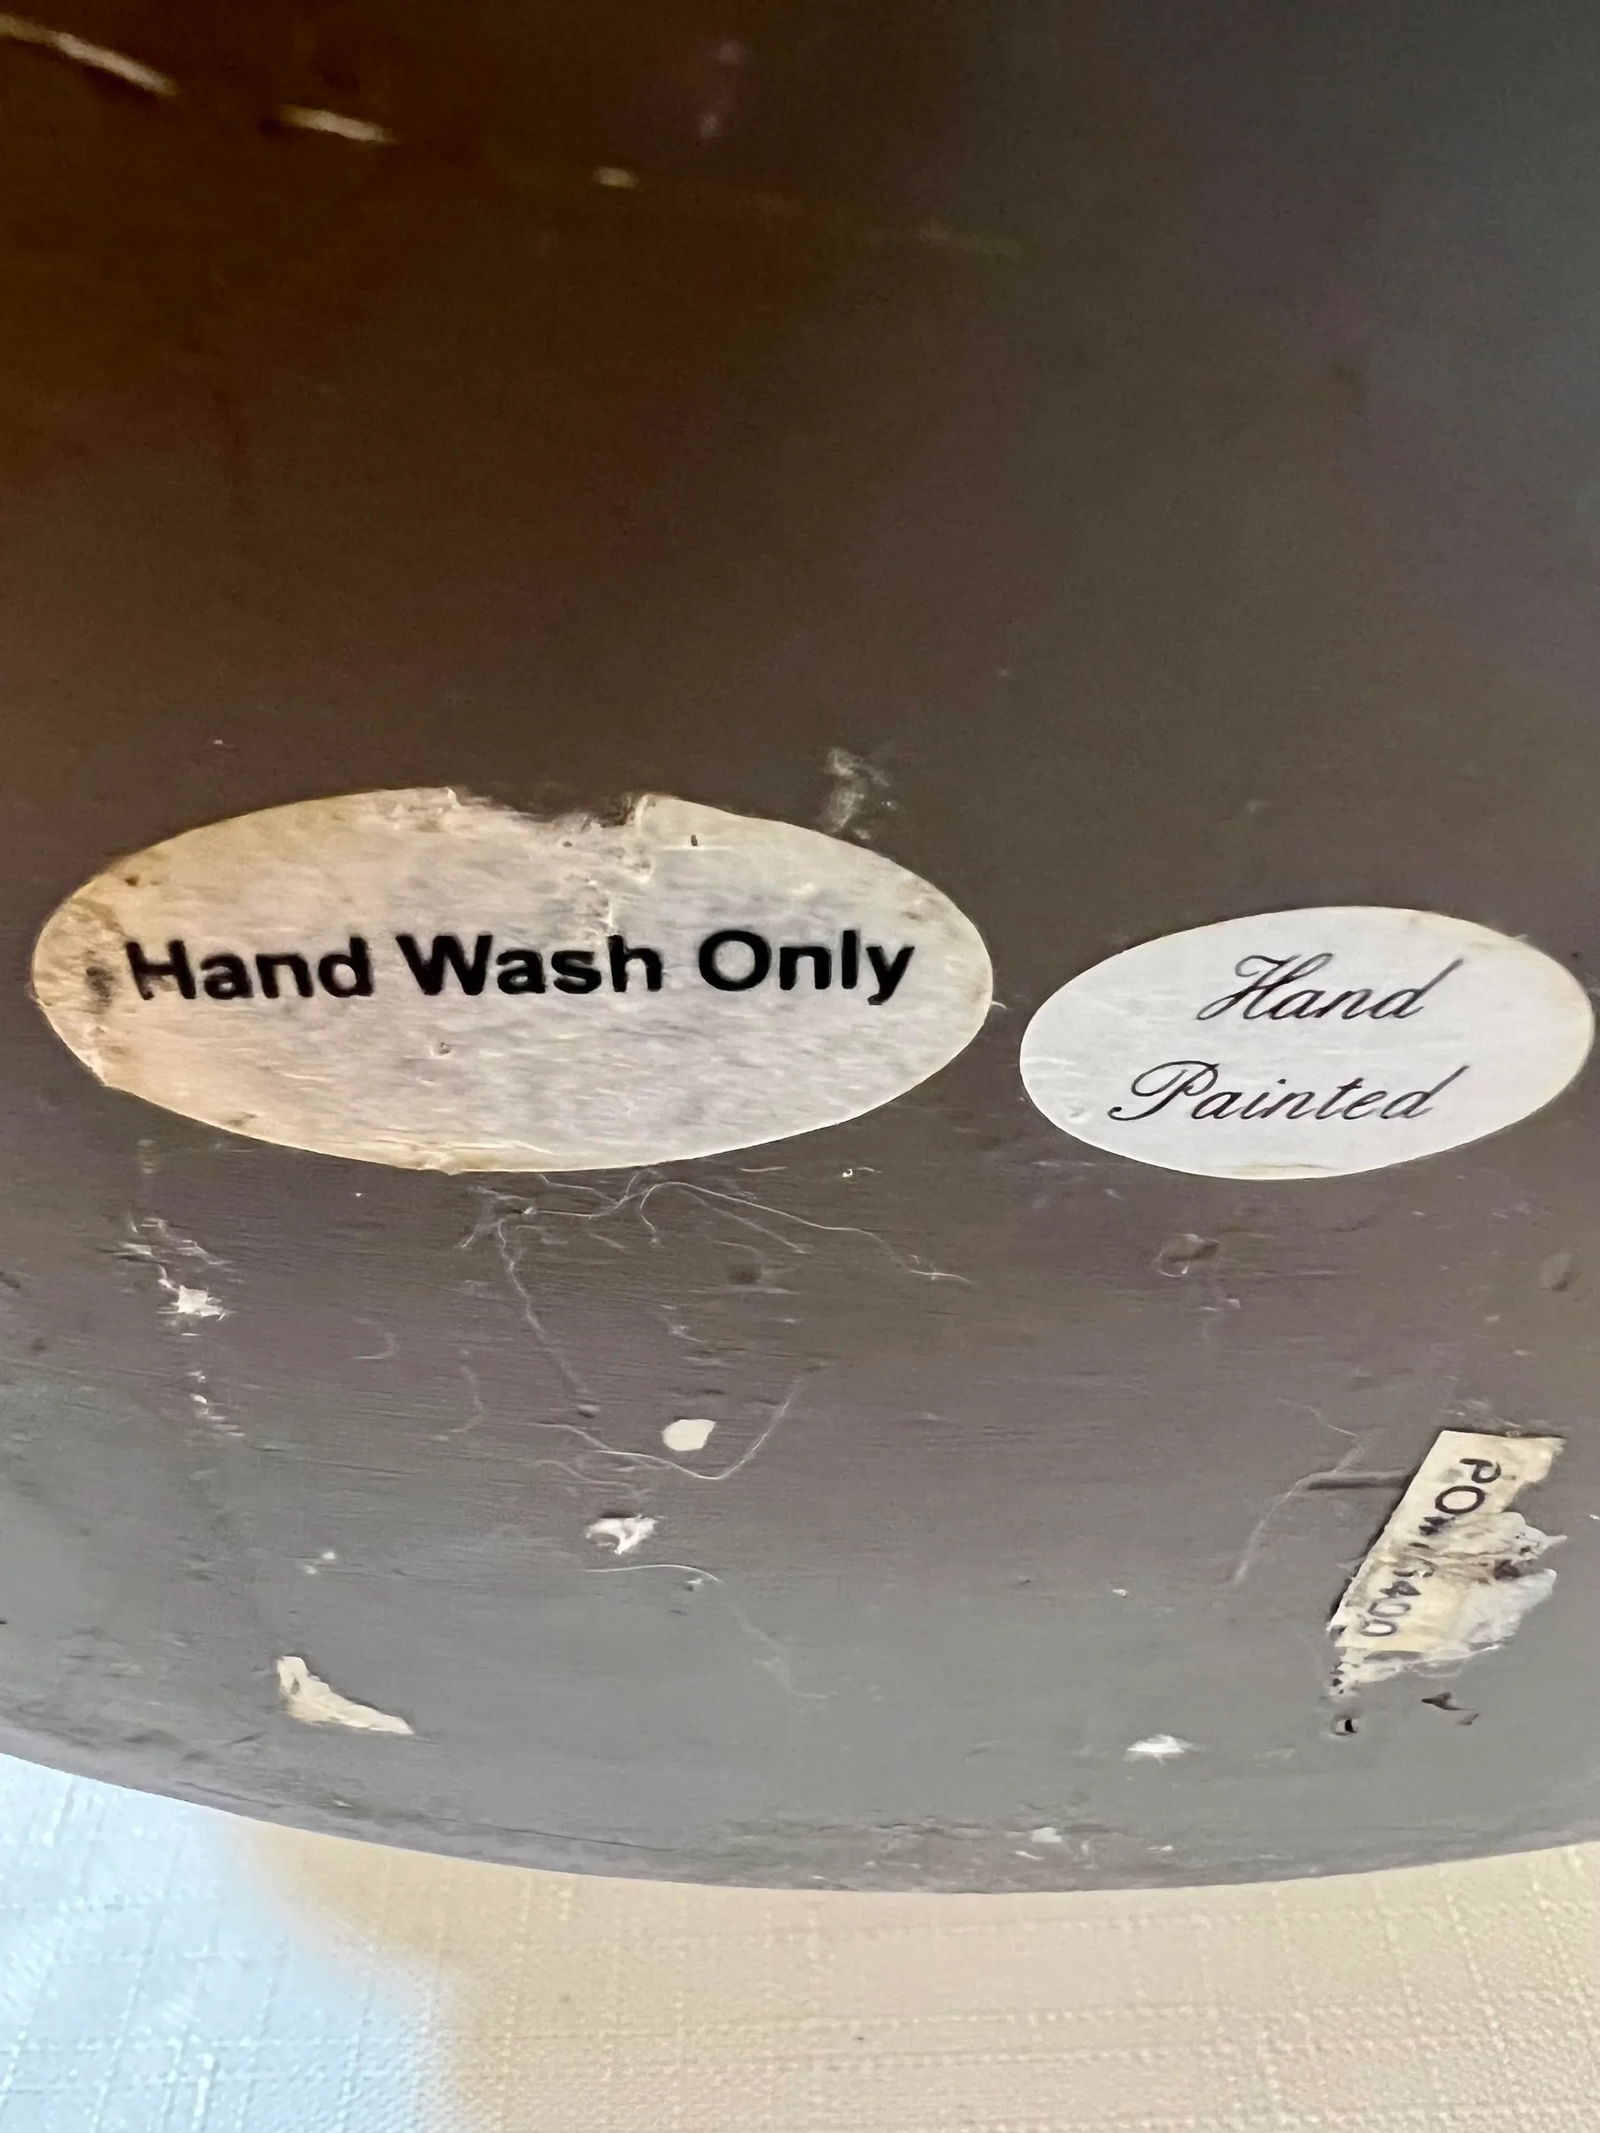 Hand Wash Only
Hand
Painted